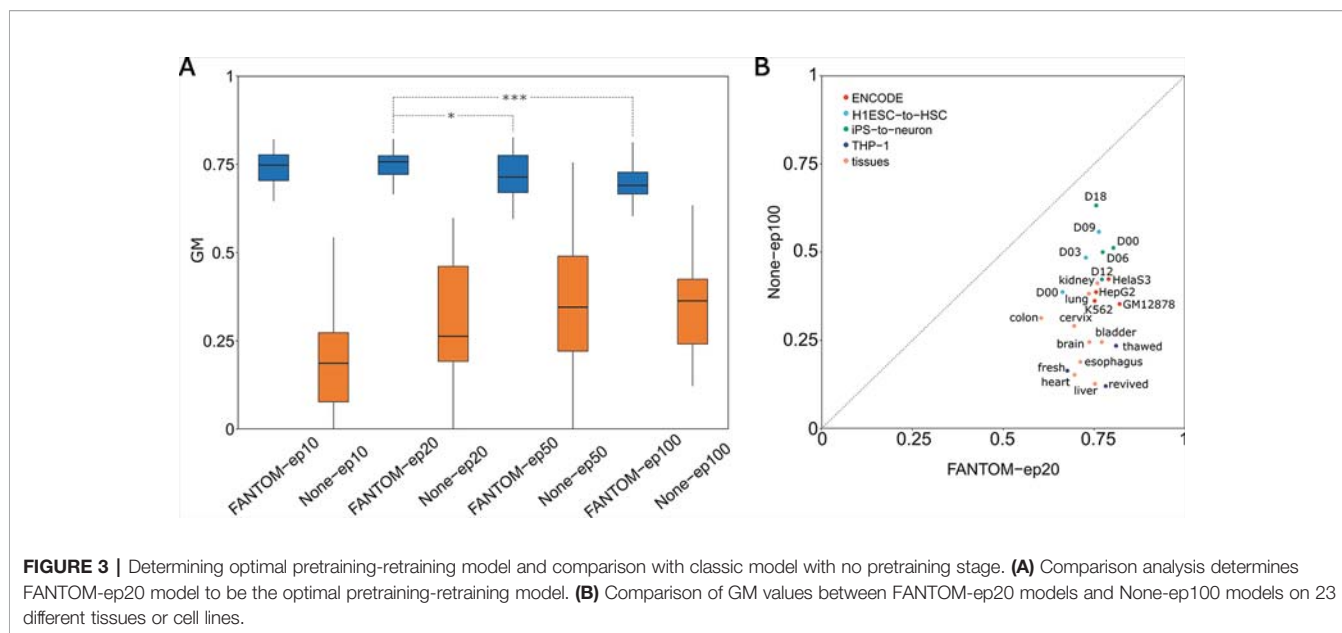 A
1
0.75
0.5
0.25
0
GM
*
***
FANTOM-ep10
None-ep10
FANTOM-ep20
None-ep20
FANTOM-ep50
None-ep50
FANTOM-ep100
None-ep100
B
1
0.75
0.5
0.25
0
None-ep100
ENCODE
H1ESC-to-HSC
iPS-to-neuron
THP-1
tissues
D18
D09
D00
D03
D06
D12
kidney
HelaS3
D00
lung
HepG2
K562
GM12878
colon
cervix
bladder
brain
thawed
esophagus
fresh
heart
liver
revived
0
0.25
0.5
0.75
1
FANTOM-ep20
FIGURE 3 | Determining optimal pretraining-retraining model and comparison with classic model with no pretraining stage. (A) Comparison analysis determines
FANTOM-ep20 model to be the optimal pretraining-retraining model. (B) Comparison of GM values between FANTOM-ep20 models and None-ep100 models on 23
different tissues or cell lines.